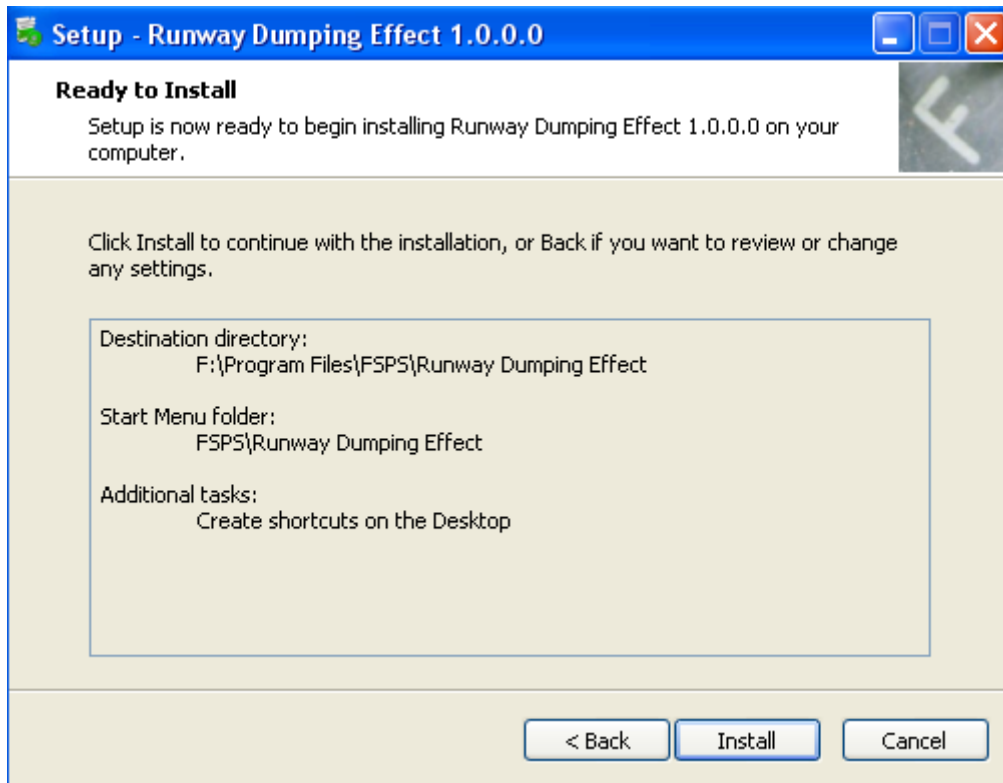 Setup - Runway Dumping Effect 1.0.0.0
Ready to Install
Setup is now ready to begin installing Runway Dumping Effect 1.0.0.0 on your
computer.
Click Install to continue with the installation, or Back if you want to review or change
any settings.
Destination directory:
F:\Program Files\FSPS\Runway Dumping Effect
Start Menu folder:
FSPS\Runway Dumping Effect
Additional tasks:
Create shortcuts on the Desktop
< Back
Install
Cancel